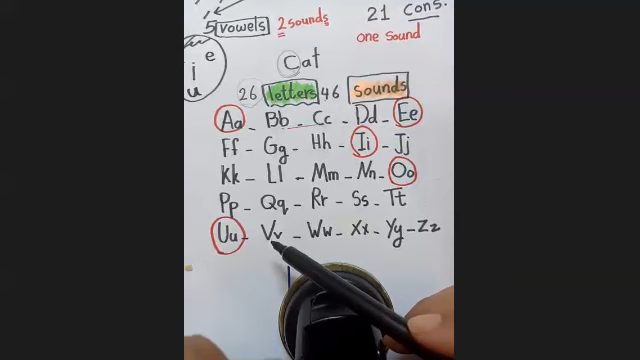 5 vowels 2 sounds 21 cons.
one sound
e
i
u
Cat
26 letters 46 sounds
Aa - Bb - Cc - Dd - Ee
Ff - Gg - Hh - Ii - Jj
Kk - Ll - Mm - Nn - Oo
Pp - Qq - Rr - Ss - Tt
Uu - Vv - Ww - Xx - Yy - Zz